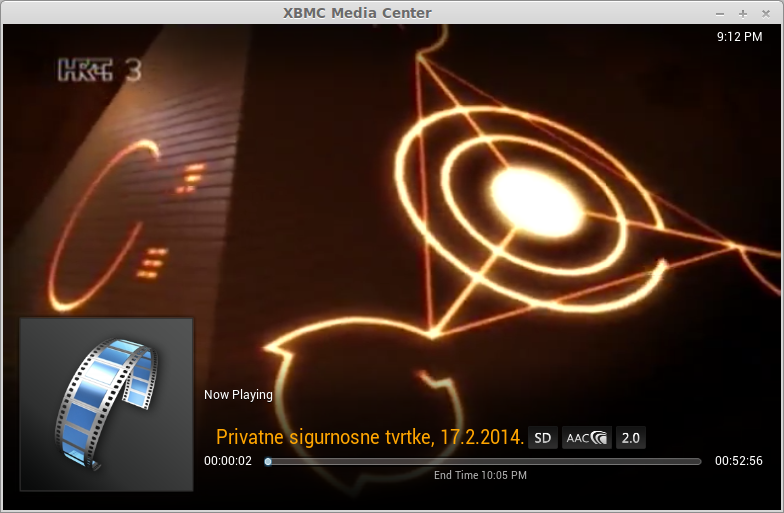 XBMC Media Center
9:12 PM
HRT 3
Now Playing
Privatne sigurnosne tvrtke, 17.2.2014. SD AAC 2.0
00:00:02 00:52:56
End Time 10:05 PM